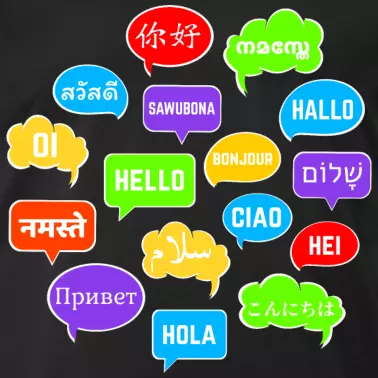 你好
നമസ്തേ
สวัสดี
SAWUBONA
HALLO
OI
HELLO
BONJOUR
שָׁלוֹם
नमस्ते
CIAO
سلام
HEI
Привет
こんにちは
HOLA